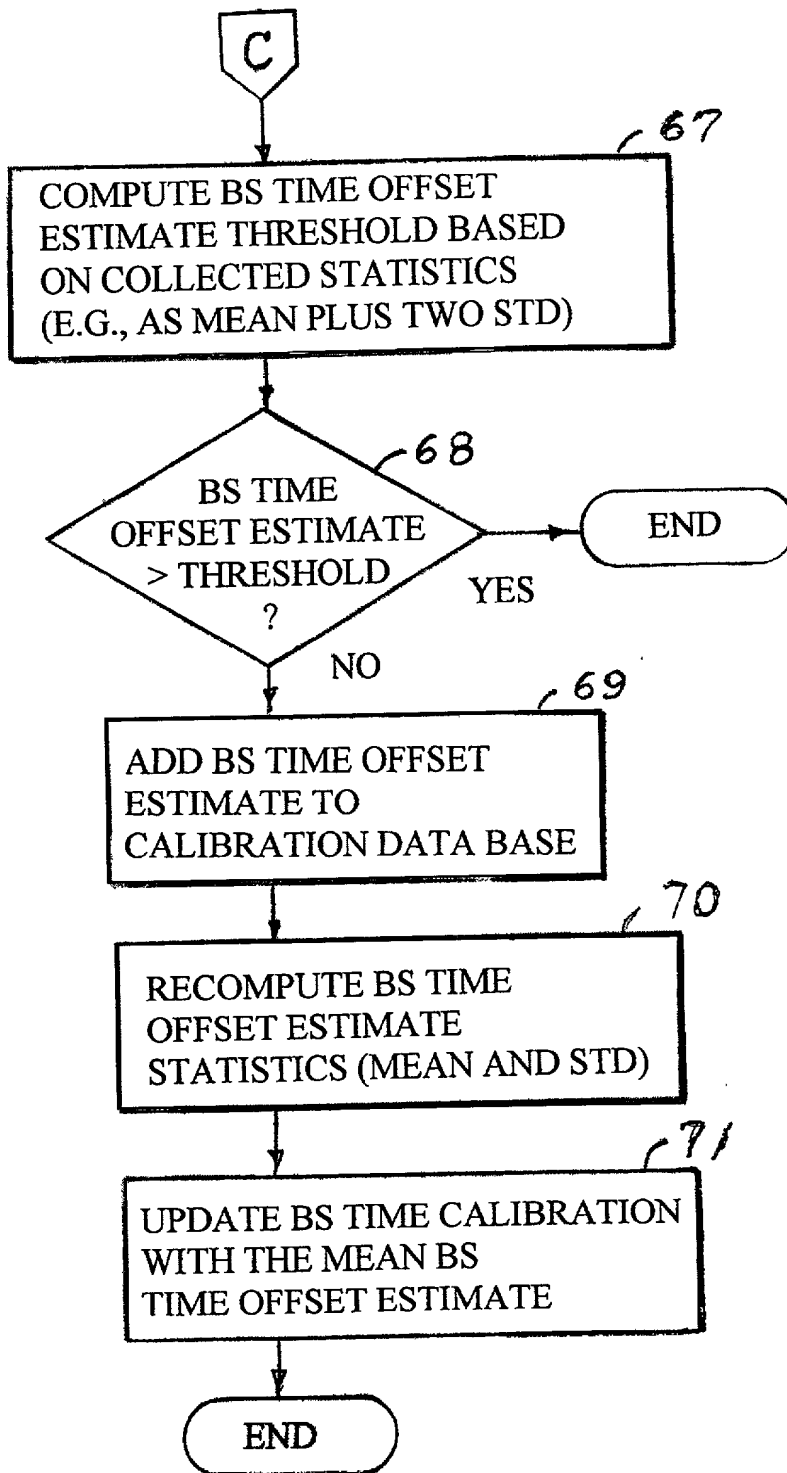 C
67
COMPUTE BS TIME OFFSET
ESTIMATE THRESHOLD BASED
ON COLLECTED STATISTICS
(E.G., AS MEAN PLUS TWO STD)
68
BS TIME
OFFSET ESTIMATE
> THRESHOLD
?
YES
END
NO
69
ADD BS TIME OFFSET
ESTIMATE TO
CALIBRATION DATA BASE
70
RECOMPUTE BS TIME
OFFSET ESTIMATE
STATISTICS (MEAN AND STD)
71
UPDATE BS TIME CALIBRATION
WITH THE MEAN BS
TIME OFFSET ESTIMATE
END